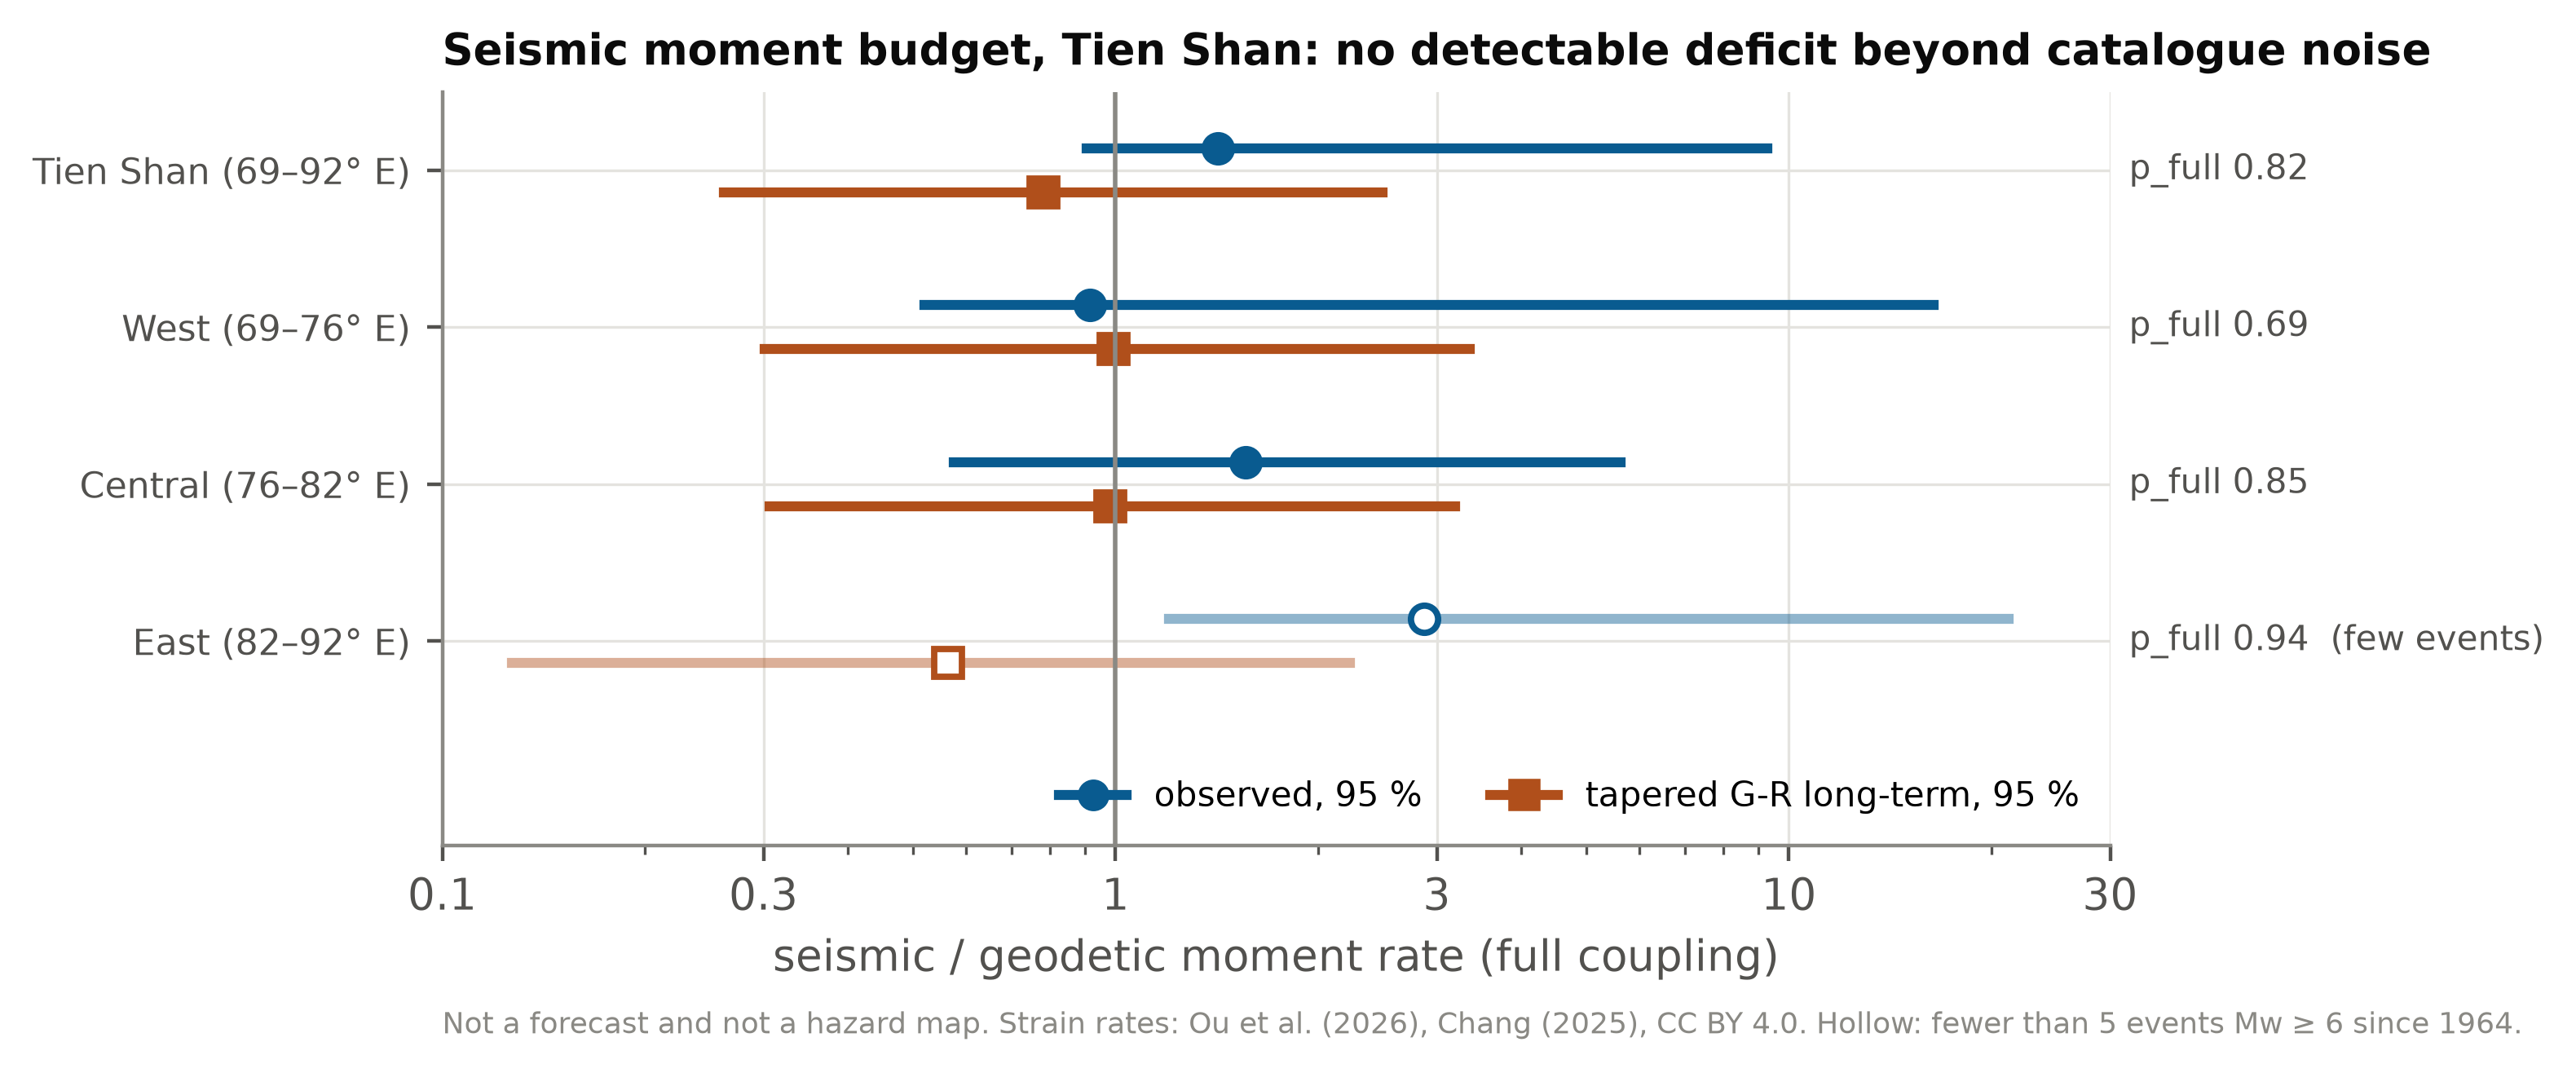 Seismic moment budget, Tien Shan: no detectable deficit beyond catalogue noise
Tien Shan (69–92° E)
p_full 0.82
West (69–76° E)
p_full 0.69
Central (76–82° E)
p_full 0.85
East (82–92° E)
p_full 0.94 (few events)
observed, 95 %
tapered G-R long-term, 95 %
0.1 0.3 1 3 10 30
seismic / geodetic moment rate (full coupling)
Not a forecast and not a hazard map. Strain rates: Ou et al. (2026), Chang (2025), CC BY 4.0. Hollow: fewer than 5 events Mw ≥ 6 since 1964.